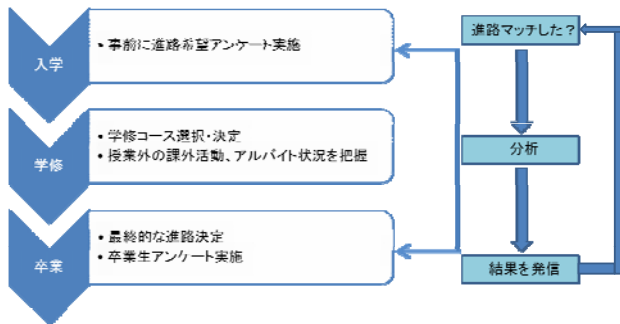 入学
• 事前に進路希望アンケート実施
学修
• 学修コース選択・決定
• 授業外の課外活動、アルバイト状況を把握
卒業
• 最終的な進路決定
• 卒業生アンケート実施
進路マッチした？
分析
結果を発信